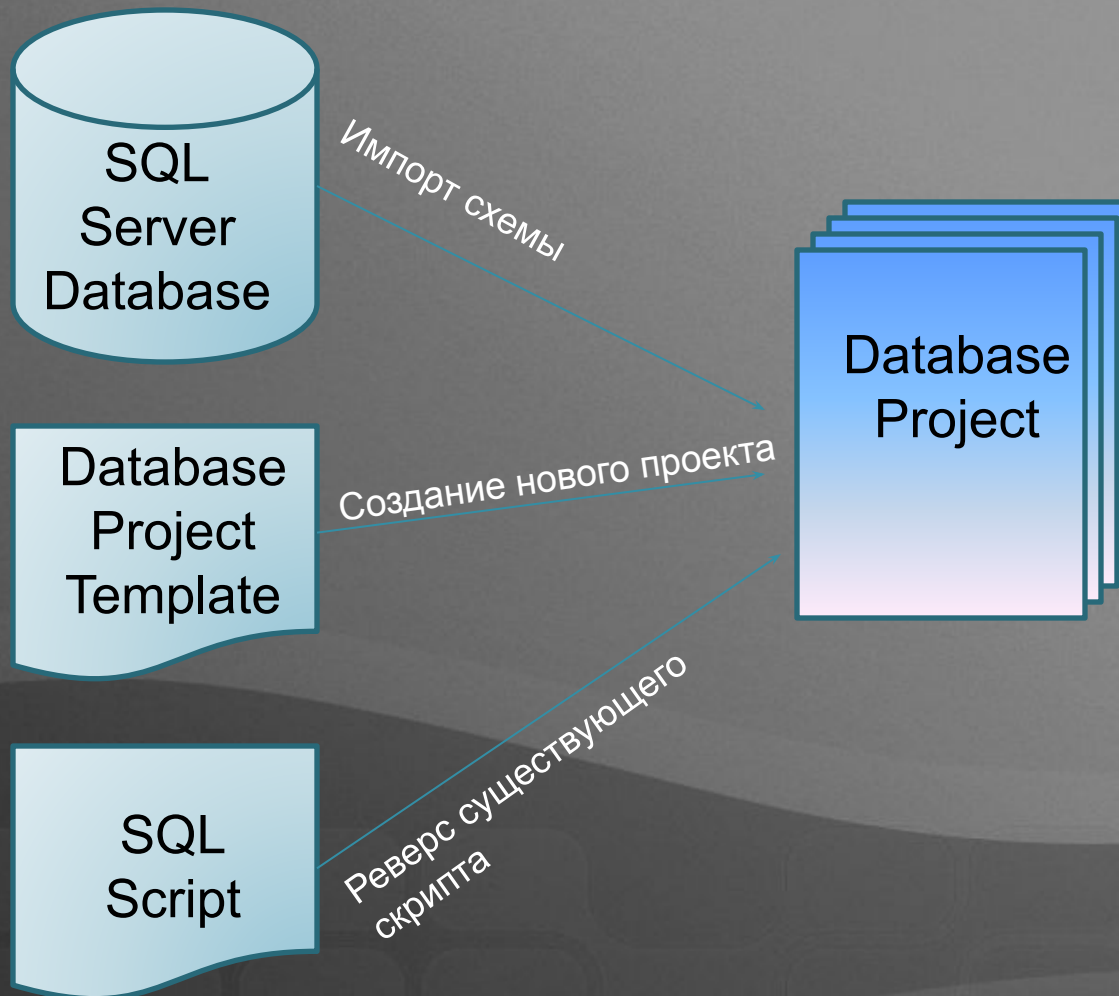 SQL
Server
Database
Импорт схемы
Database
Project
Template
Создание нового проекта
SQL
Script
Реверс существующего
скрипта
Database
Project